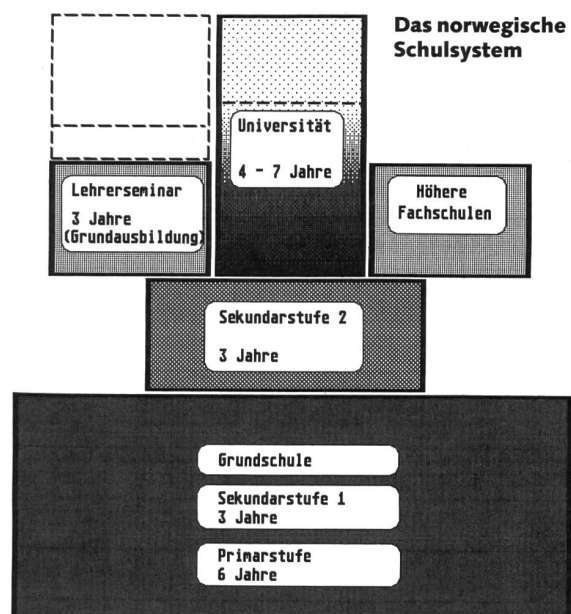 Das norwegische
Schulsystem
Universität
4 - 7 Jahre
Lehrerseminar
3 Jahre
(Grundausbildung)
Höhere
Fachschulen
Sekundarstufe 2
3 Jahre
Grundschule
Sekundarstufe 1
3 Jahre
Primarstufe
6 Jahre